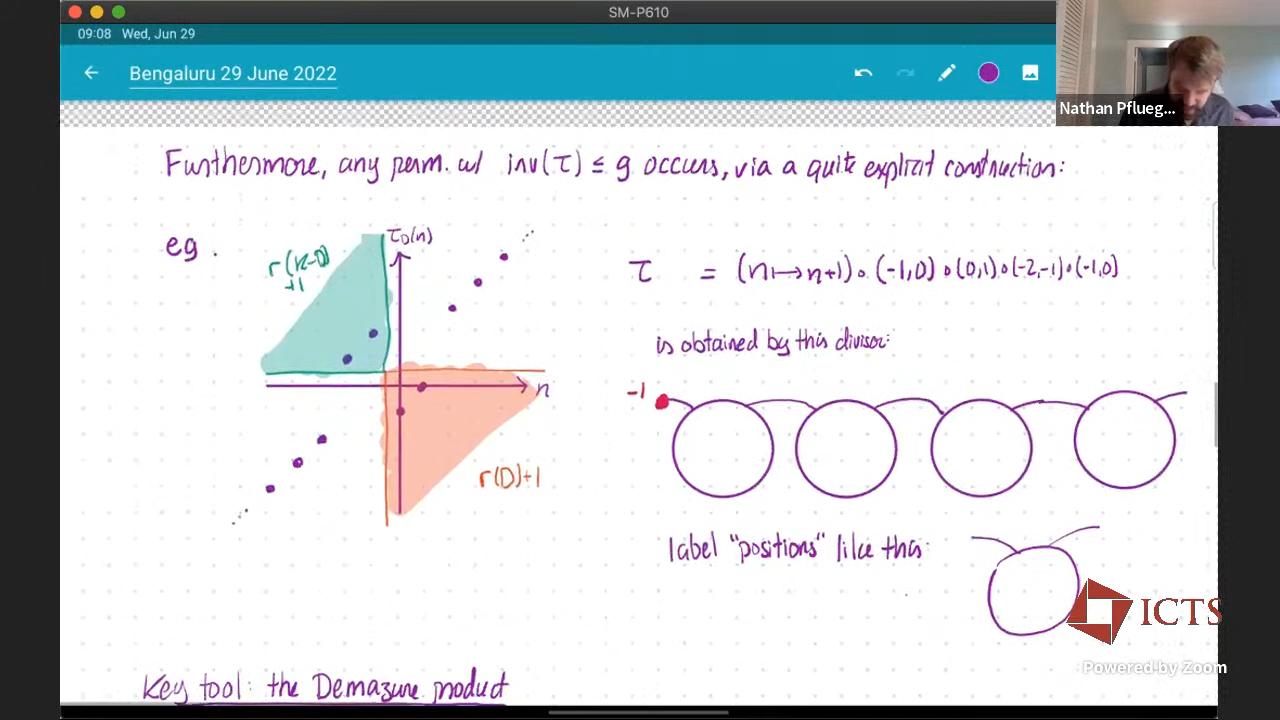 SM-P610
09:08 Wed, Jun 29
Bengaluru 29 June 2022
Nathan Pflueg...
Furthermore, any perm. w/ inv(τ) ≤ g occurs, via a quite explicit construction:
eg.
τ_D(n)
r(K-D)
+1
n
r(D)+1
τ = (n ↦ n+1) ∘ (-1,0) ∘ (0,1) ∘ (-2,-1) ∘ (-1,0)
is obtained by this divisor:
-1
label "positions" like this:
ICTS
Powered by Zoom
Key tool: the Demazure product